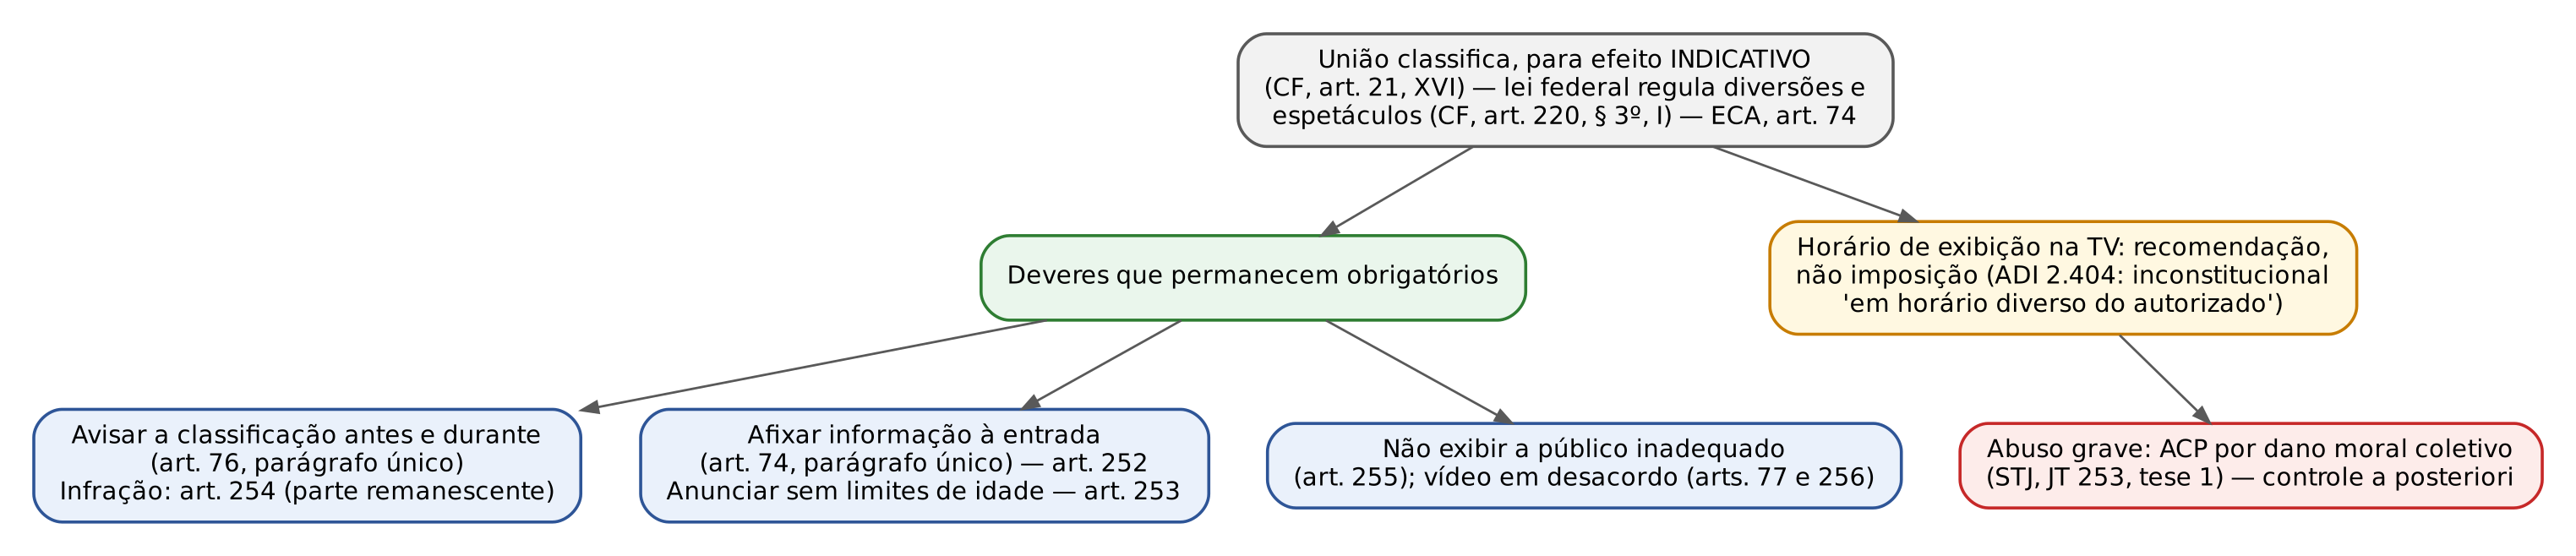 União classifica, para efeito INDICATIVO
(CF, art. 21, XVI) — lei federal regula diversões e
espetáculos (CF, art. 220, § 3º, I) — ECA, art. 74
Deveres que permanecem obrigatórios
Horário de exibição na TV: recomendação,
não imposição (ADI 2.404: inconstitucional
'em horário diverso do autorizado')
Avisar a classificação antes e durante
(art. 76, parágrafo único)
Infração: art. 254 (parte remanescente)
Afixar informação à entrada
(art. 74, parágrafo único) — art. 252
Anunciar sem limites de idade — art. 253
Não exibir a público inadequado
(art. 255); vídeo em desacordo (arts. 77 e 256)
Abuso grave: ACP por dano moral coletivo
(STJ, JT 253, tese 1) — controle a posteriori